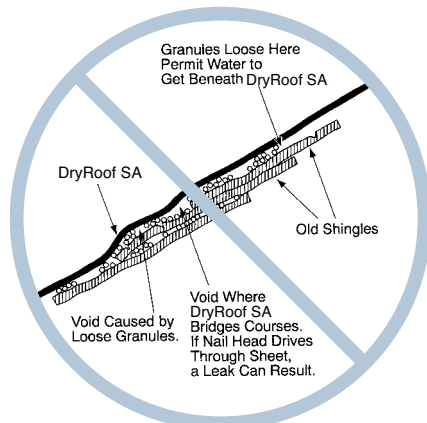 Granules Loose Here
Permit Water to
Get Beneath DryRoof SA
DryRoof SA
Old Shingles
Void Caused by
Loose Granules.
Void Where
DryRoof SA
Bridges Courses.
If Nail Head Drives
Through Sheet,
a Leak Can Result.